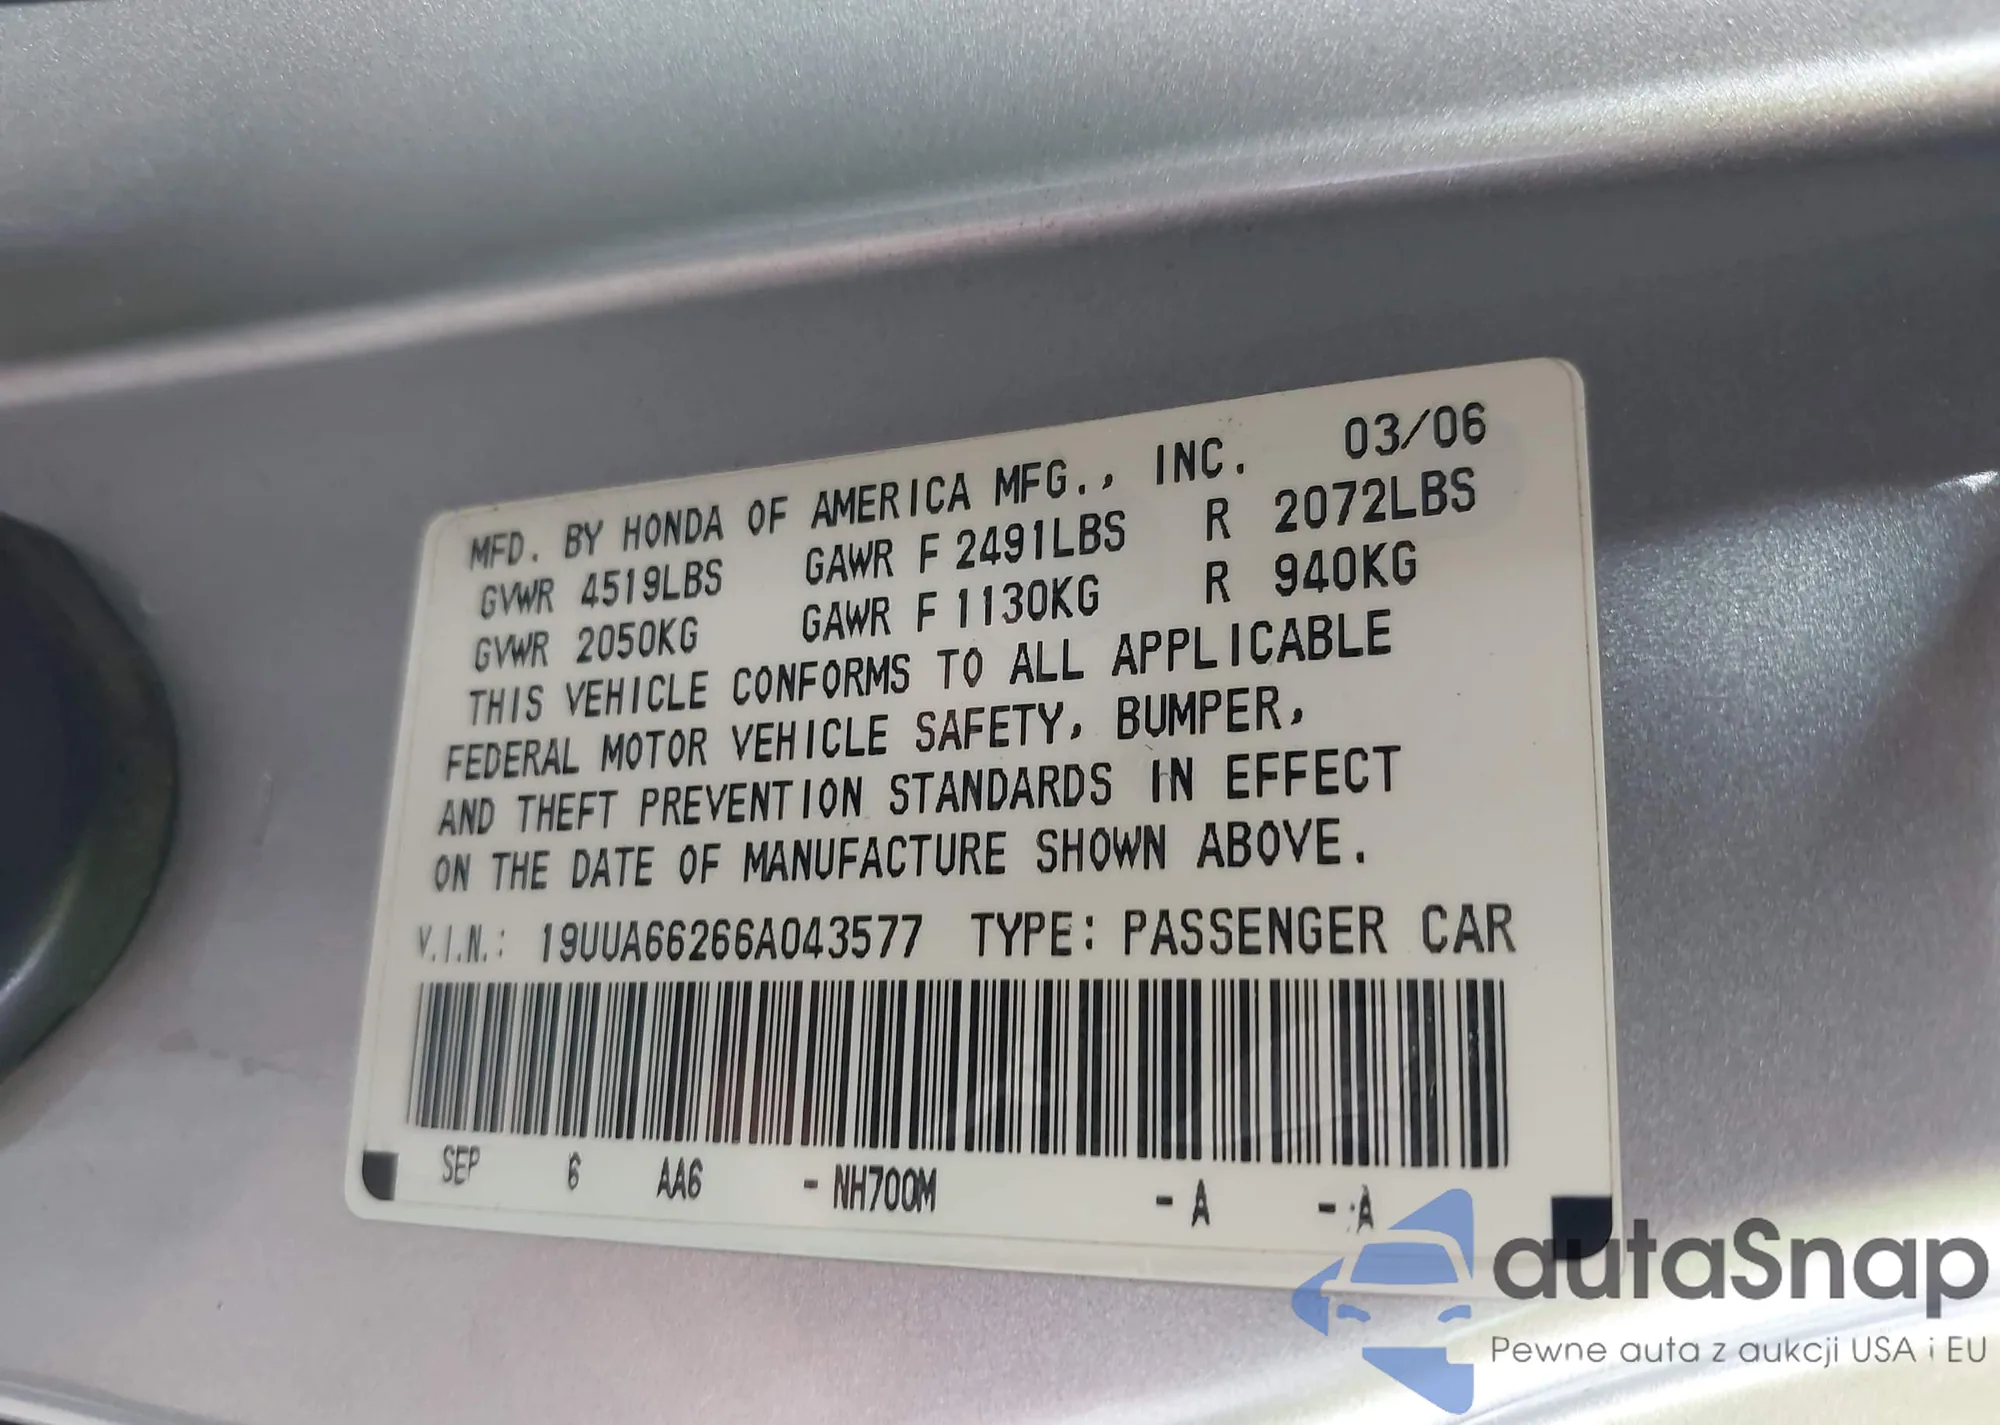 MFD. BY HONDA OF AMERICA MFG., INC. 03/06
GVWR 4519LBS GAWR F 2491LBS R 2072LBS
GVWR 2050KG GAWR F 1130KG R 940KG
THIS VEHICLE CONFORMS TO ALL APPLICABLE
FEDERAL MOTOR VEHICLE SAFETY, BUMPER,
AND THEFT PREVENTION STANDARDS IN EFFECT
ON THE DATE OF MANUFACTURE SHOWN ABOVE.
V.I.N.: 19UUA66266A043577 TYPE: PASSENGER CAR
SEP 6 AA6 - NH700M - A - A
autaSnap
Pewne auta z aukcji USA i EU